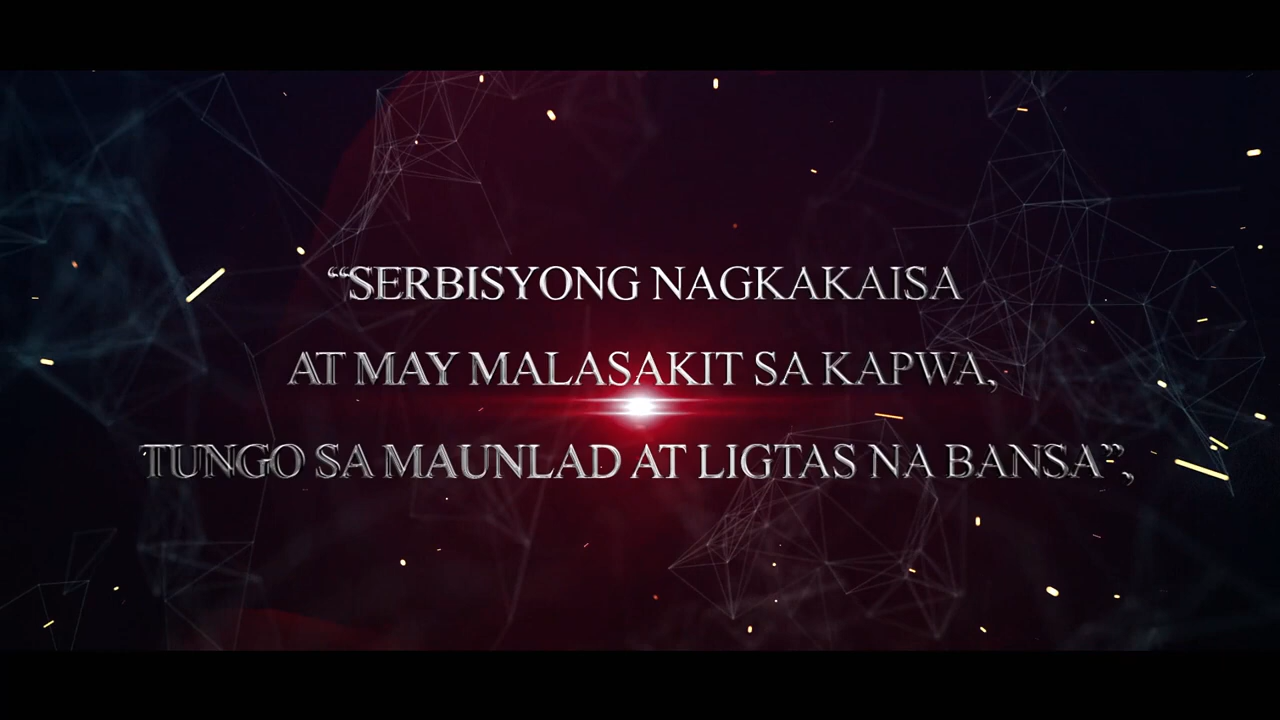 “SERBISYONG NAGKAKAISA
AT MAY MALASAKIT SA KAPWA,
TUNGO SA MAUNLAD AT LIGTAS NA BANSA”,